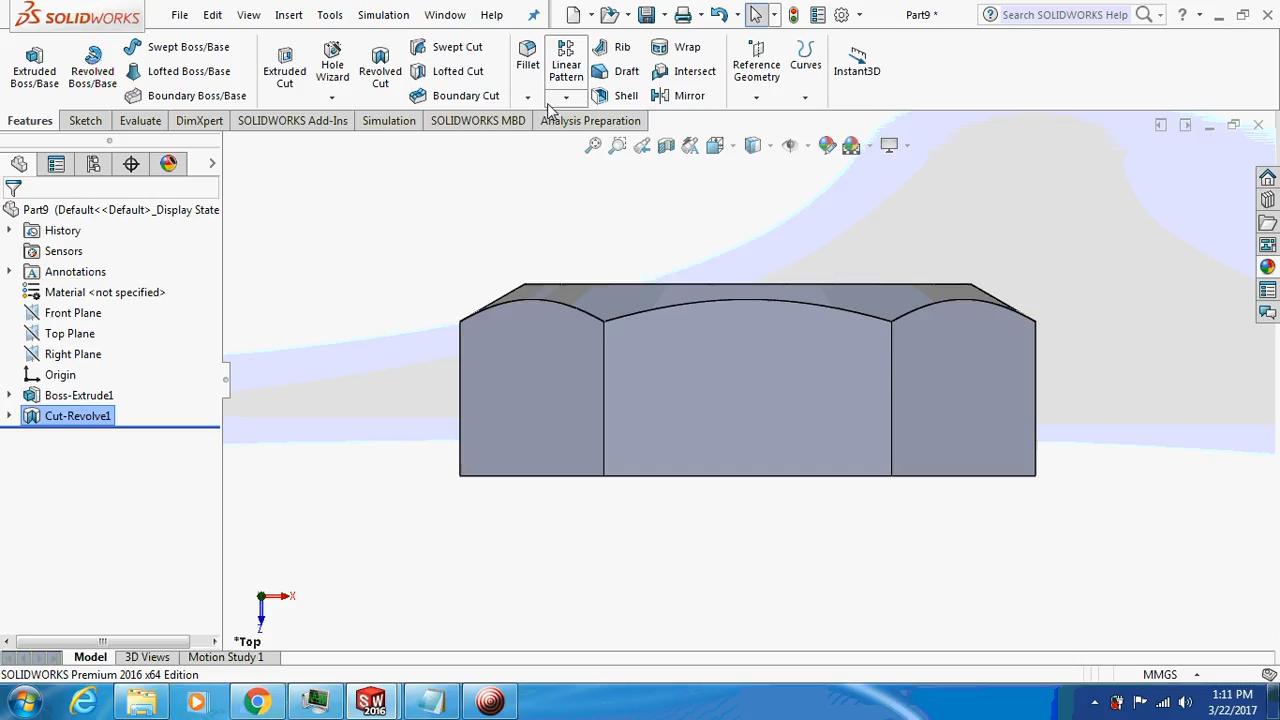 SOLIDWORKS
File Edit View Insert Tools Simulation Window Help
Part9 *
Search SOLIDWORKS Help
Extruded Boss/Base
Revolved Boss/Base
Swept Boss/Base
Lofted Boss/Base
Boundary Boss/Base
Extruded Cut
Hole Wizard
Revolved Cut
Swept Cut
Lofted Cut
Boundary Cut
Fillet
Linear Pattern
Rib
Draft
Shell
Wrap
Intersect
Mirror
Reference Geometry
Curves
Instant3D
Features Sketch Evaluate DimXpert SOLIDWORKS Add-Ins Simulation SOLIDWORKS MBD Analysis Preparation
Part9 (Default<<Default>_Display State
History
Sensors
Annotations
Material <not specified>
Front Plane
Top Plane
Right Plane
Origin
Boss-Extrude1
Cut-Revolve1
X
Z
*Top
Model 3D Views Motion Study 1
SOLIDWORKS Premium 2016 x64 Edition
MMGS
SW
2016
1:11 PM
3/22/2017